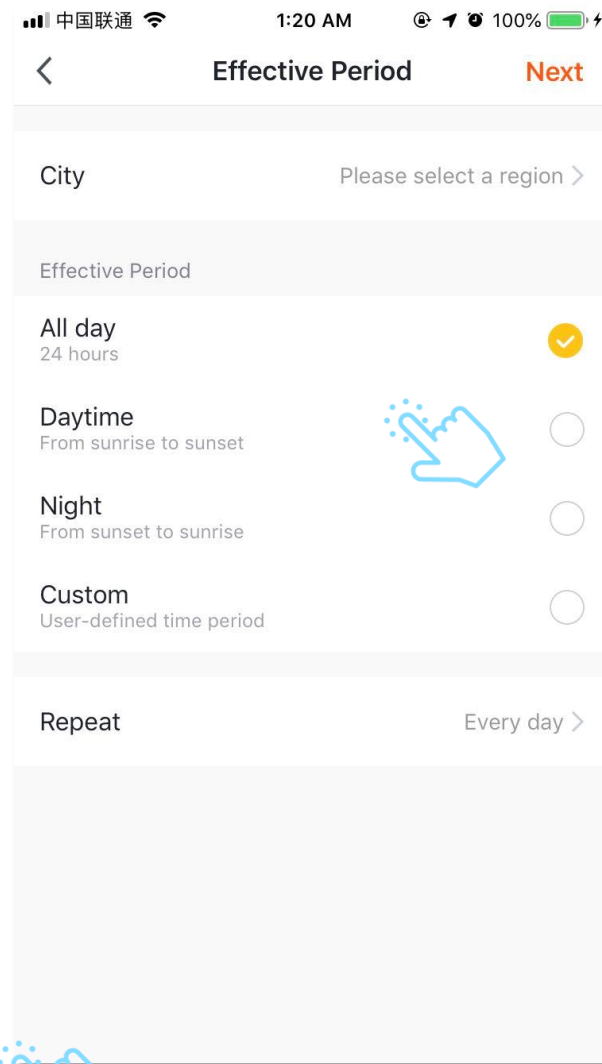 中国联通 1:20 AM 100%
Effective Period Next
City Please select a region
Effective Period
All day
24 hours
Daytime
From sunrise to sunset
Night
From sunset to sunrise
Custom
User-defined time period
Repeat Every day